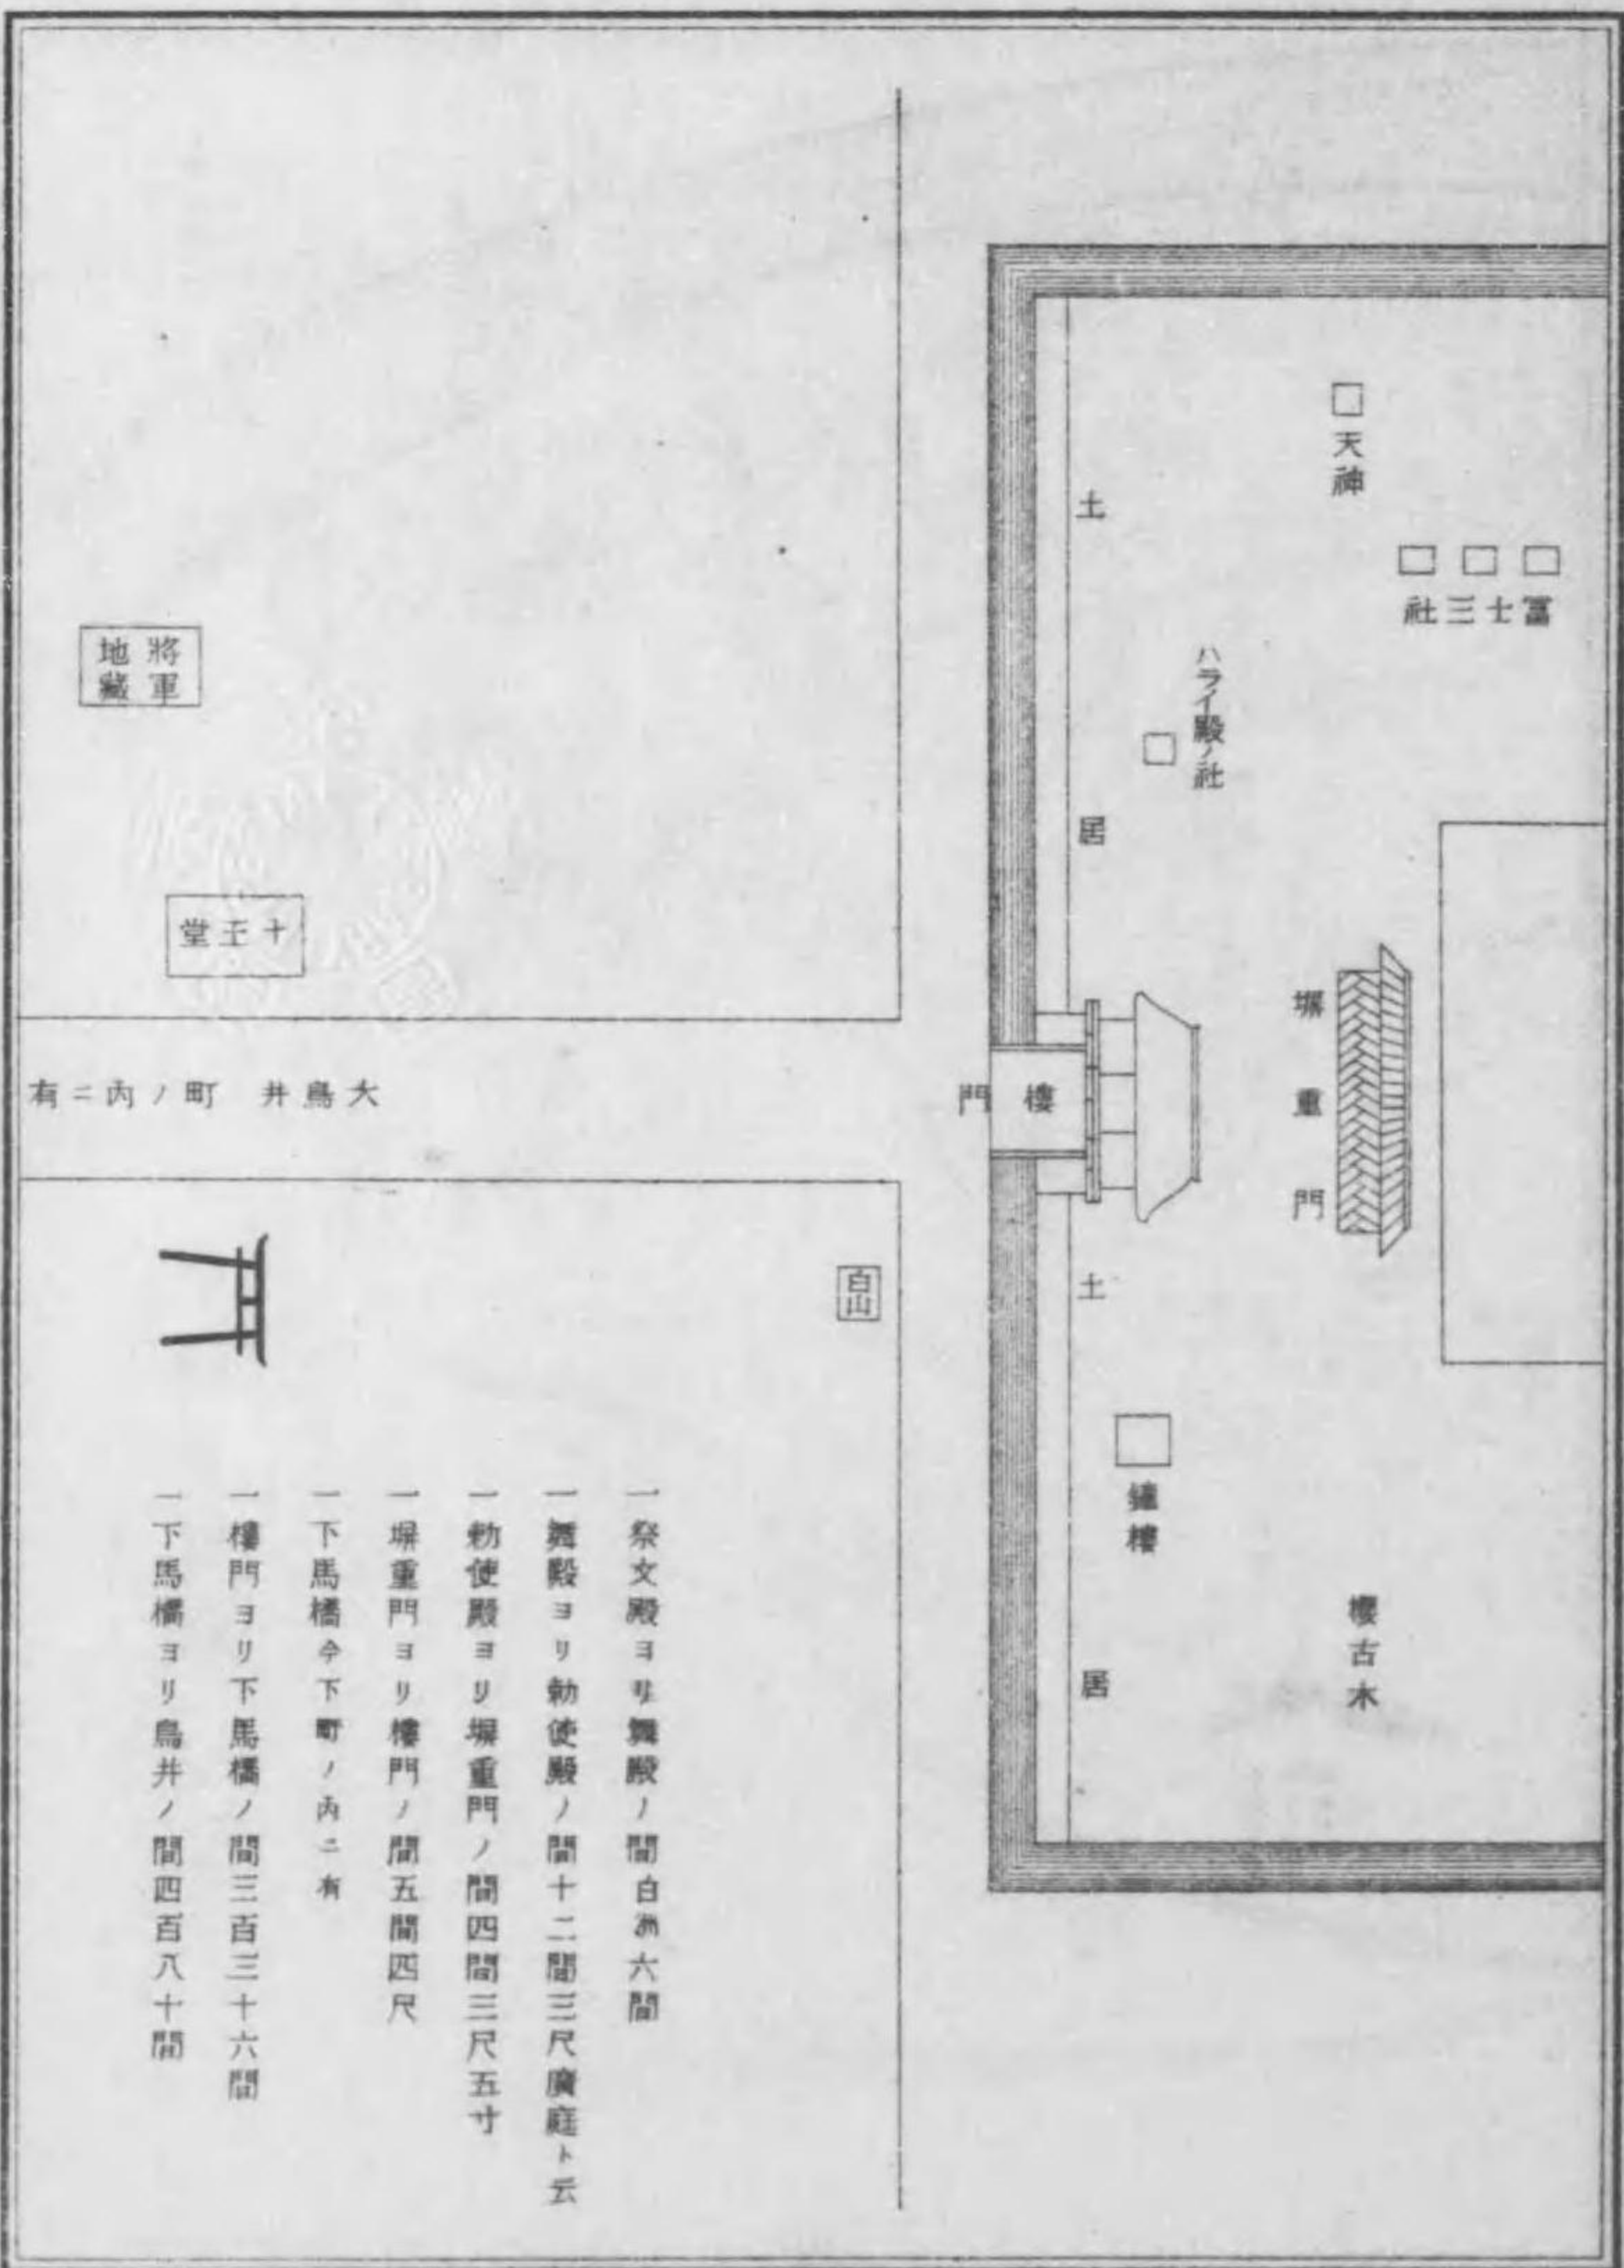 天神
冨士三社
ハライ殿ノ社
土居
塀重門
樓門
土居
鐘樓
櫻古木
將軍
地藏
十王堂
大鳥井　町ノ內ニ有
白山
一祭文殿ヨリ舞殿ノ間白洲六間
一舞殿ヨリ勅使殿ノ間十二間三尺廣庭ト云
一勅使殿ヨリ塀重門ノ間四間三尺五寸
一塀重門ヨリ樓門ノ間五間四尺
一下馬橋今下町ノ內ニ有
一樓門ヨリ下馬橋ノ間三百三十六間
一下馬橋ヨリ鳥井ノ間四百八十間